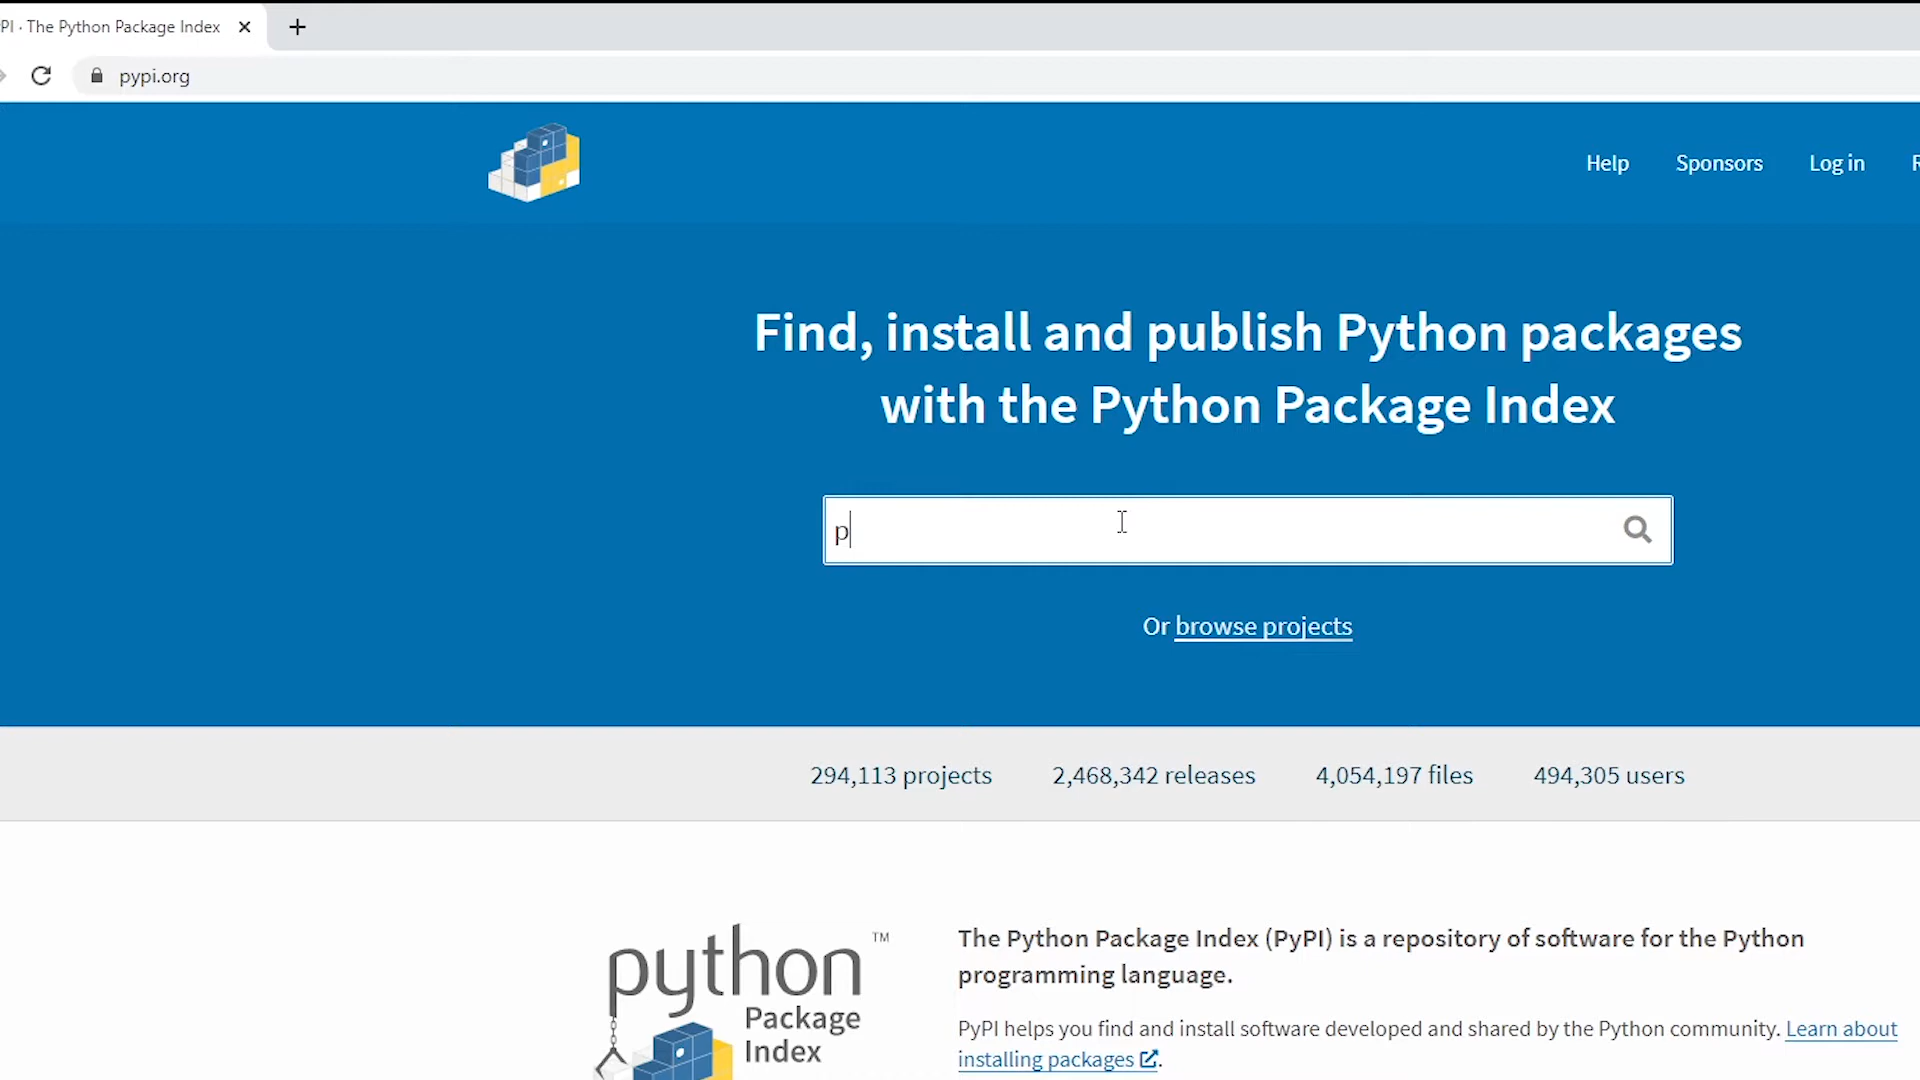 PI · The Python Package Index
pypi.org
Help Sponsors Log in
Find, install and publish Python packages
with the Python Package Index
p
Or browse projects
294,113 projects 2,468,342 releases 4,054,197 files 494,305 users
python ™
Package
Index
The Python Package Index (PyPI) is a repository of software for the Python
programming language.
PyPI helps you find and install software developed and shared by the Python community. Learn about
installing packages.